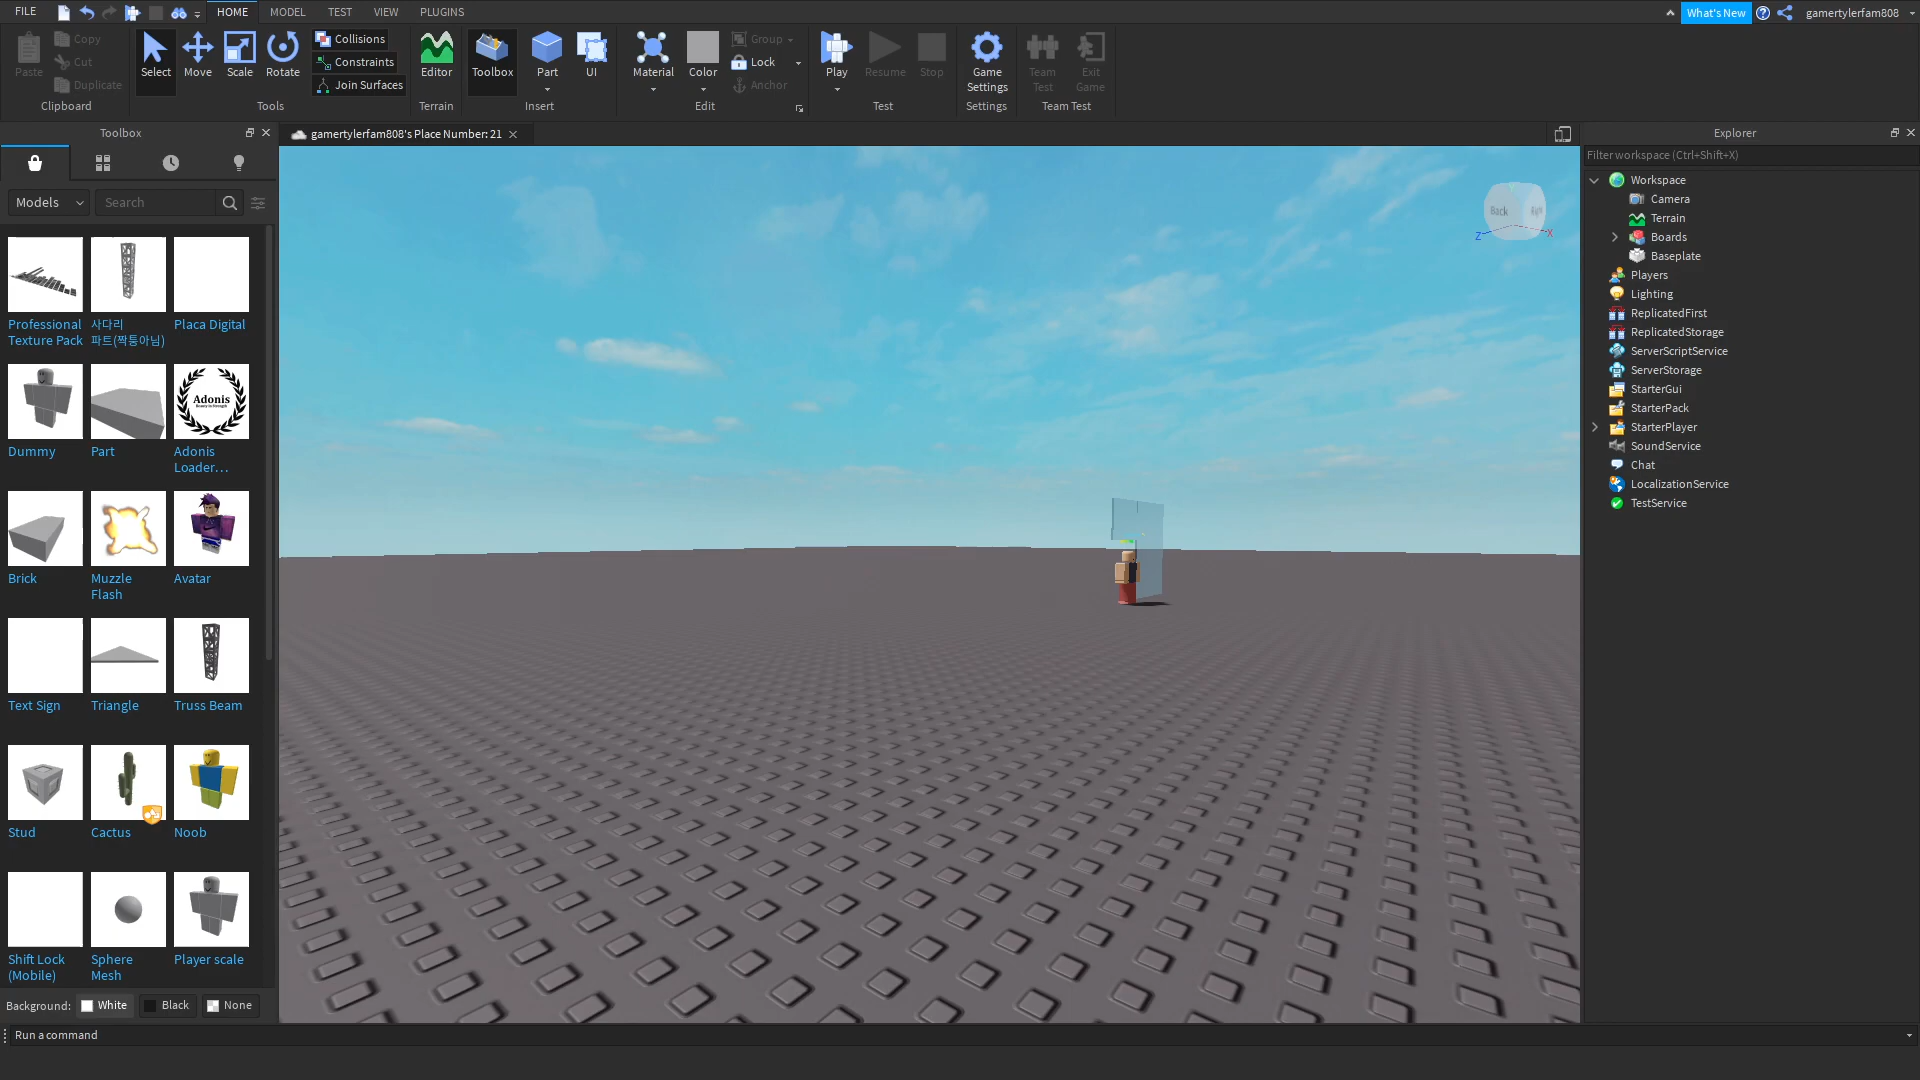 FILE
HOME
MODEL
TEST
VIEW
PLUGINS
What's New
gamertylerfam808
Paste
Copy
Cut
Duplicate
Clipboard
Select
Move
Scale
Rotate
Collisions
Constraints
Join Surfaces
Tools
Editor
Terrain
Toolbox
Part
UI
Insert
Material
Color
Group
Lock
Anchor
Edit
Play
Resume
Stop
Test
Game
Settings
Settings
Team
Test
Exit
Game
Team Test
Toolbox
gamertylerfam808's Place Number: 21
Explorer
Filter workspace (Ctrl+Shift+X)
Models
Search
Professional
Texture Pack
사다리
파트(짝퉁아님)
Placa Digital
Dummy
Part
Adonis
Adonis
Loader...
Brick
Muzzle
Flash
Avatar
Text Sign
Triangle
Truss Beam
Stud
Cactus
Noob
Shift Lock
(Mobile)
Sphere
Mesh
Player scale
Background:
White
Black
None
Run a command
Back
Right
Z
X
Workspace
Camera
Terrain
Boards
Baseplate
Players
Lighting
ReplicatedFirst
ReplicatedStorage
ServerScriptService
ServerStorage
StarterGui
StarterPack
StarterPlayer
SoundService
Chat
LocalizationService
TestService